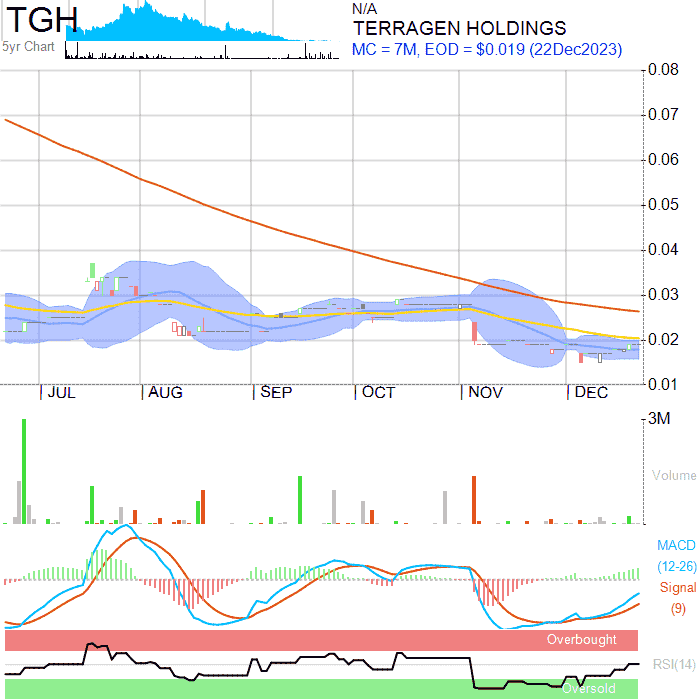 TGH
5yr Chart
N/A
TERRAGEN HOLDINGS
MC = 7M, EOD = $0.019 (22Dec2023)
0.08
0.07
0.06
0.05
0.04
0.03
0.02
0.01
JUL AUG SEP OCT NOV DEC
3M
Volume
MACD
(12-26)
Signal
(9)
Overbought
RSI(14)
Oversold